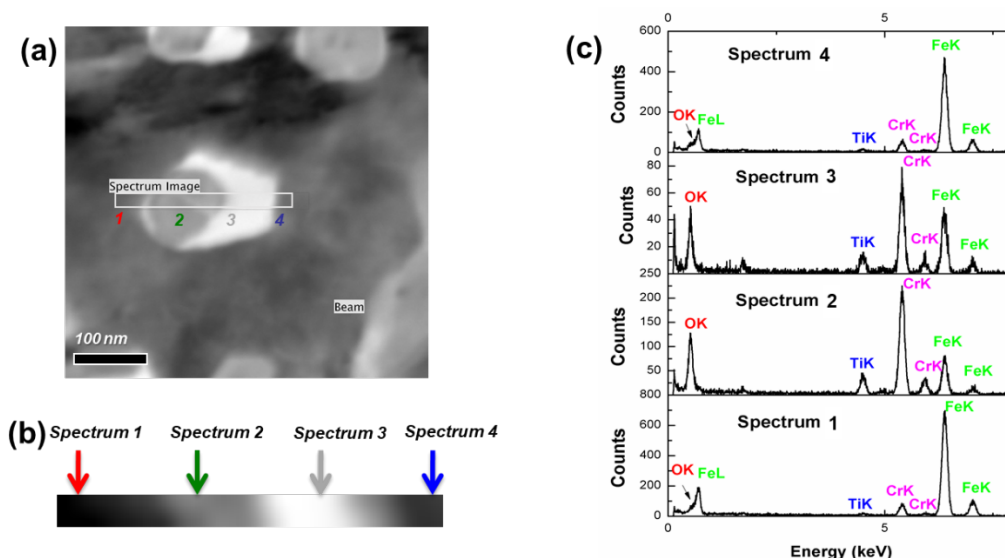 (a)
Spectrum Image
1 2 3 4
Beam
100 nm
(b)
Spectrum 1 Spectrum 2 Spectrum 3 Spectrum 4
(c)
0 5
600
400
200
0
Counts
Spectrum 4
OK FeL TiK CrK CrK FeK FeK
80
60
40
20
Counts
Spectrum 3
OK TiK CrK CrK FeK FeK
250
200
150
100
50
Counts
Spectrum 2
OK TiK CrK CrK FeK FeK
800
600
400
200
0
Counts
Spectrum 1
OK FeL TiK CrK CrK FeK FeK
0 5
Energy (keV)